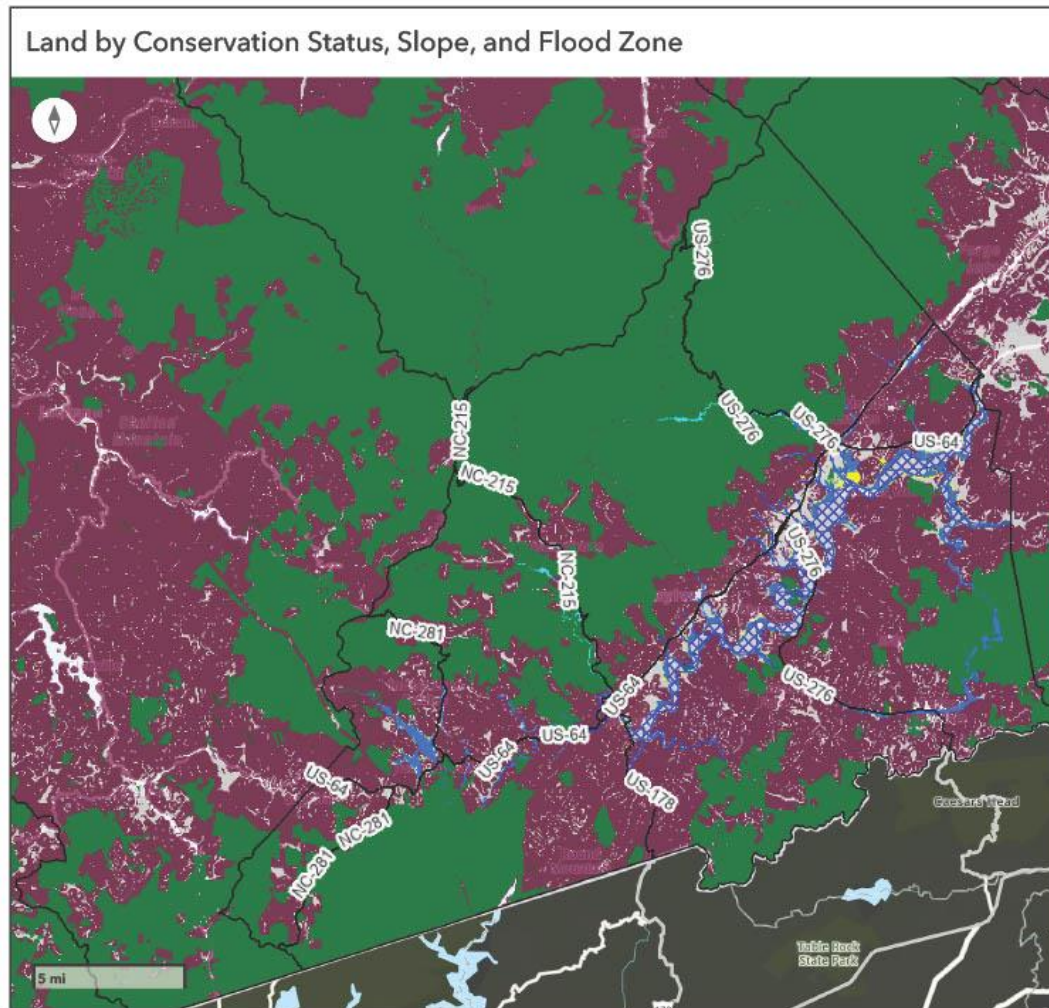 Land by Conservation Status, Slope, and Flood Zone
US-276
NC-215
US-276
US-276
US-64
NC-215
US-276
NC-215
NC-281
US-64
US-276
US-64
US-64
US-64
US-178
NC-281
NC-281
Caesars Head
Table Rock
State Park
5 mi